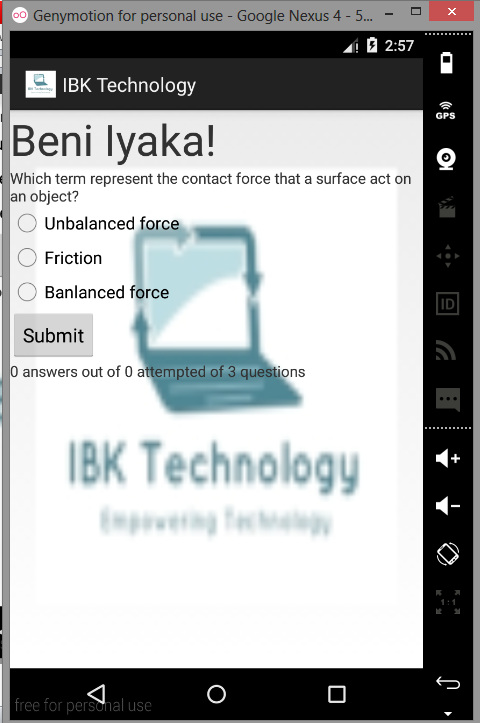 Genymotion for personal use - Google Nexus 4 - 5...
2:57
IBK Technology
Beni Iyaka!
Which term represent the contact force that a surface act on
an object?
Unbalanced force
Friction
Banlanced force
Submit
0 answers out of 0 attempted of 3 questions
IBK Technology
Empowering Technology
free for personal use
GPS
ID
1:1